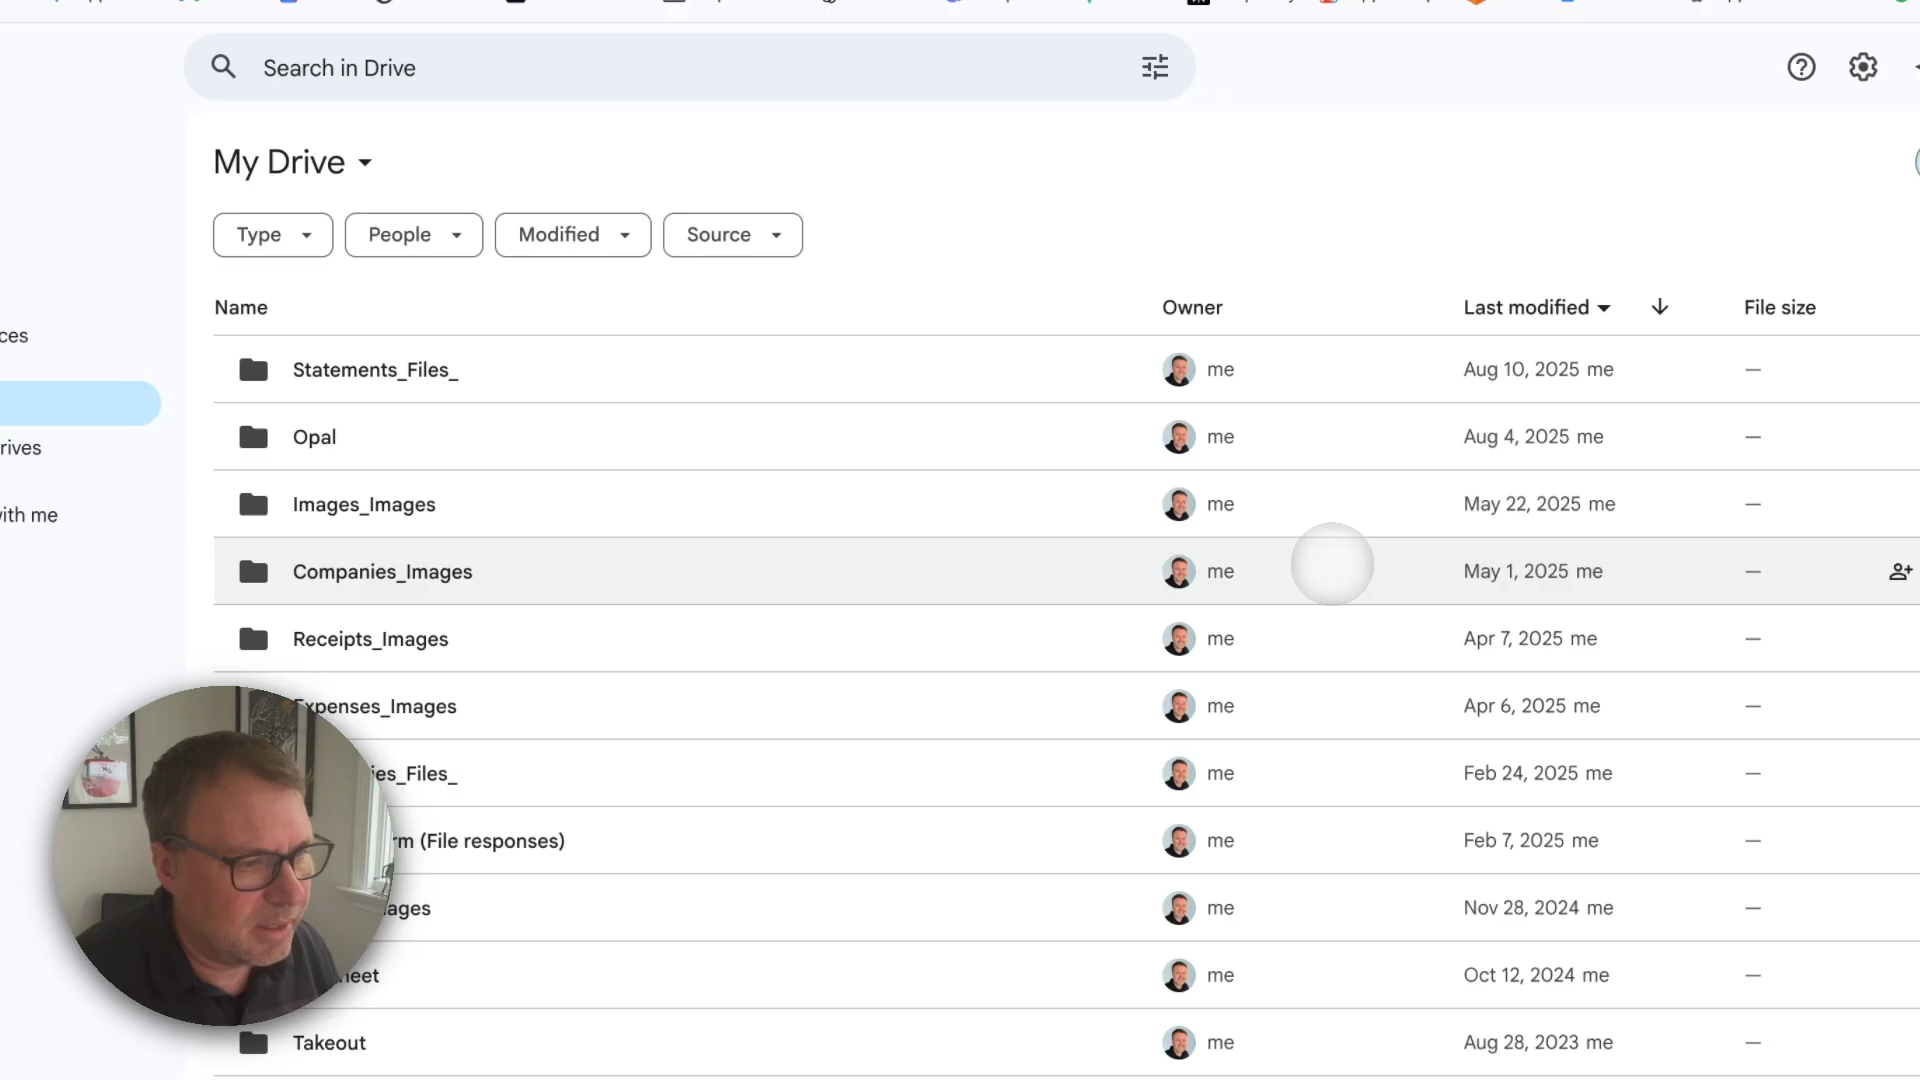 Search in Drive
My Drive
Type
People
Modified
Source
Name
Owner
Last modified
File size
ces
rives
with me
Statements_Files_
me
Aug 10, 2025 me
—
Opal
me
Aug 4, 2025 me
—
Images_Images
me
May 22, 2025 me
—
Companies_Images
me
May 1, 2025 me
—
Receipts_Images
me
Apr 7, 2025 me
—
Expenses_Images
me
Apr 6, 2025 me
—
ies_Files_
me
Feb 24, 2025 me
—
rm (File responses)
me
Feb 7, 2025 me
—
ages
me
Nov 28, 2024 me
—
heet
me
Oct 12, 2024 me
—
Takeout
me
Aug 28, 2023 me
—